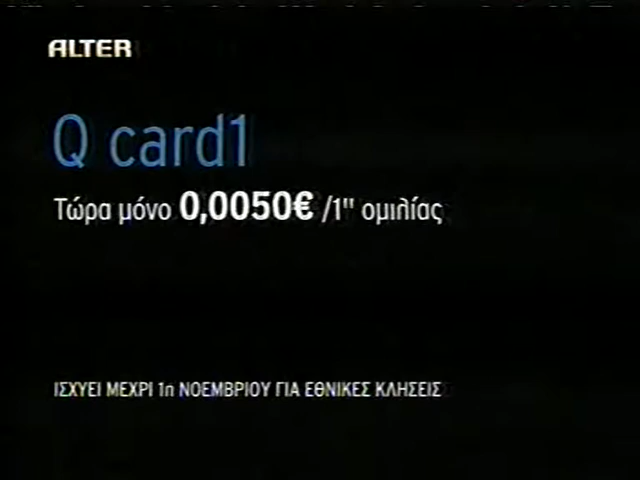 ALTER
Q card1
Τώρα μόνο 0,0050€ /1" ομιλίας
ΙΣΧΥΕΙ ΜΕΧΡΙ 1η ΝΟΕΜΒΡΙΟΥ ΓΙΑ ΕΘΝΙΚΕΣ ΚΛΗΣΕΙΣ